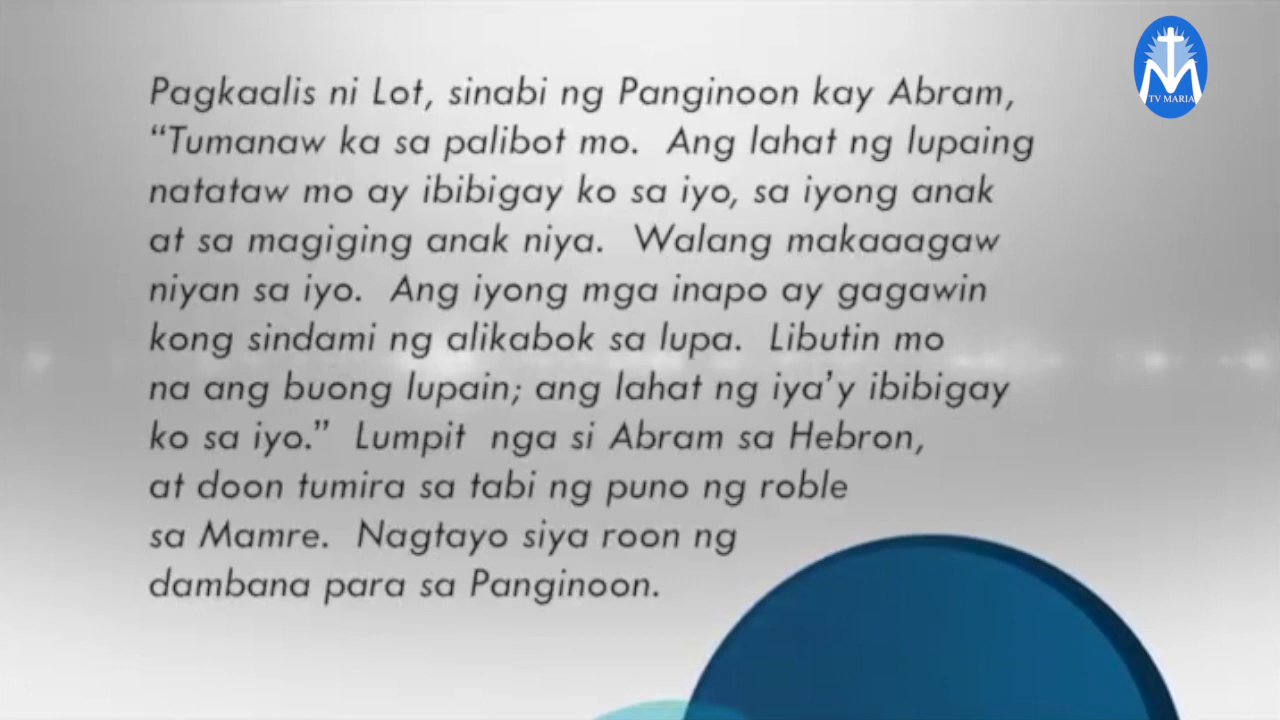 Pagkaalis ni Lot, sinabi ng Panginoon kay Abram,
“Tumanaw ka sa palibot mo.  Ang lahat ng lupaing
natataw mo ay ibibigay ko sa iyo, sa iyong anak
at sa magiging anak niya.  Walang makaaagaw
niyan sa iyo.  Ang iyong mga inapo ay gagawin
kong sindami ng alikabok sa lupa.  Libutin mo
na ang buong lupain; ang lahat ng iya’y ibibigay
ko sa iyo.”  Lumpit  nga si Abram sa Hebron,
at doon tumira sa tabi ng puno ng roble
sa Mamre.  Nagtayo siya roon ng
dambana para sa Panginoon.
TV MARIA